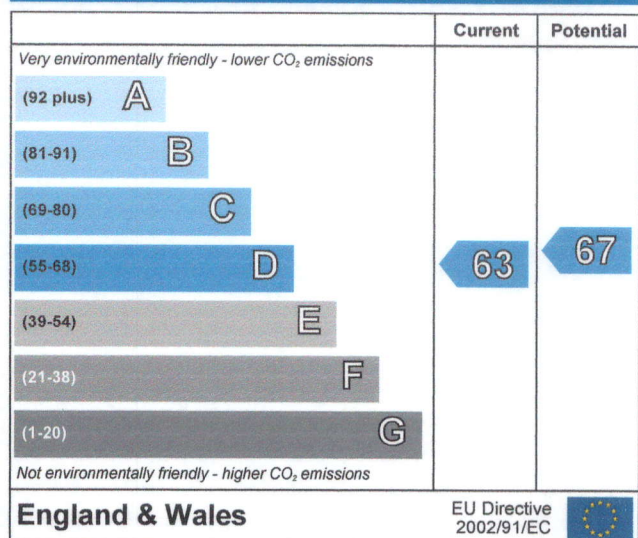 Current Potential
Very environmentally friendly - lower CO₂ emissions
(92 plus) A
(81-91) B
(69-80) C
(55-68) D
63 67
(39-54) E
(21-38) F
(1-20) G
Not environmentally friendly - higher CO₂ emissions
England & Wales
EU Directive
2002/91/EC